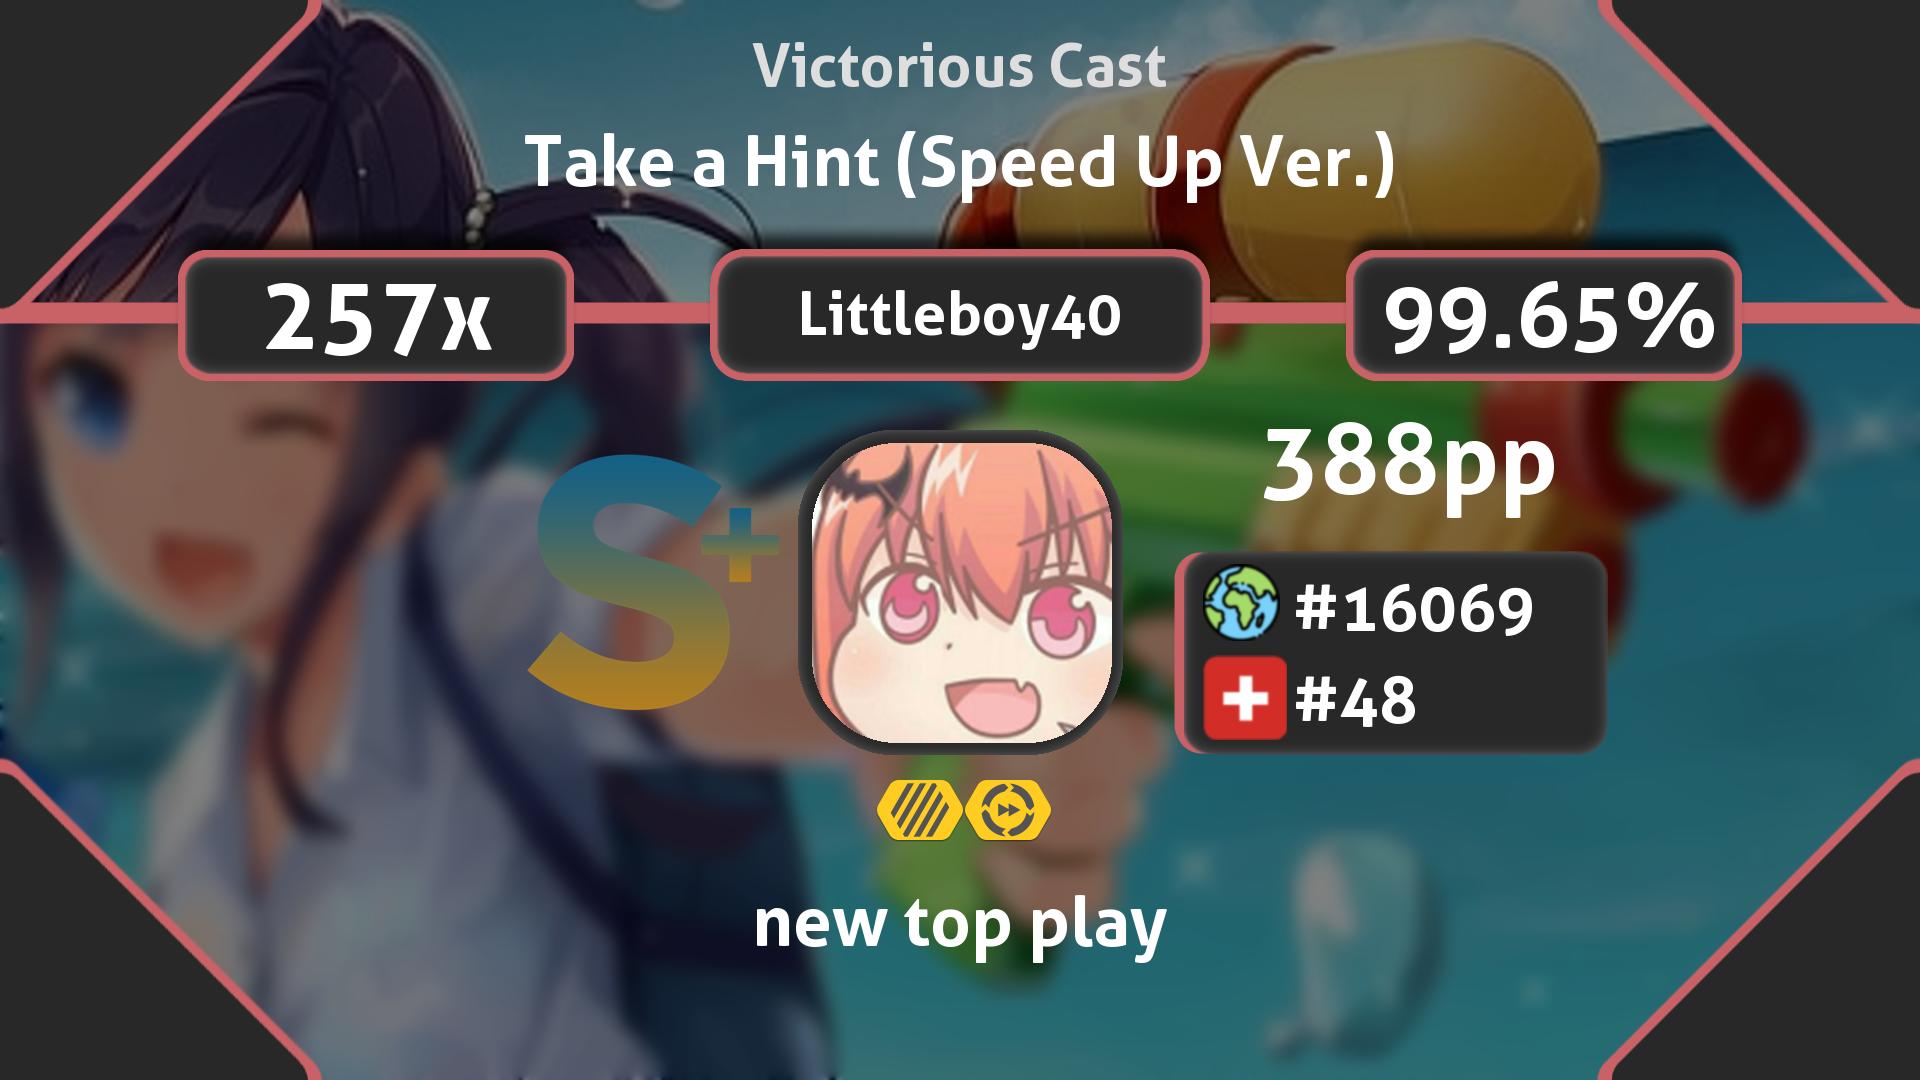 Victorious Cast
Take a Hint (Speed Up Ver.)
257x
Littleboy40
99.65%
S+
388pp
#16069
#48
new top play